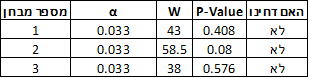 מספר מבחן α W P-Value האם דחינו
1 0.033 43 0.408 לא
2 0.033 58.5 0.08 לא
3 0.033 38 0.576 לא